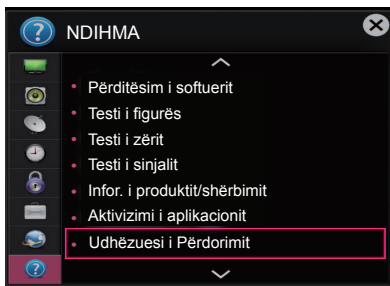 NDIHMA
Përditësim i softuerit
Testi i figurës
Testi i zërit
Testi i sinjalit
Infor. i produktit/shërbimit
Aktivizimi i aplikacionit
Udhëzuesi i Përdorimit